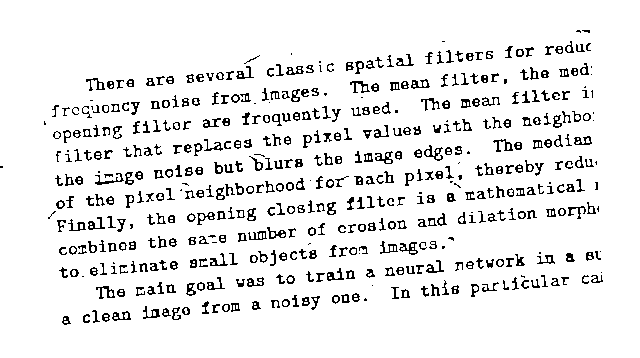 There are several classic spatial filters for reduc
frequency noise from images. The mean filter, the med
opening filter are frequently used. The mean filter i
filter that replaces the pixel values with the neighbo
the image noise but blurs the image edges. The median
of the pixel neighborhood for each pixel, thereby redu
Finally, the opening closing filter is a mathematical
combines the same number of erosion and dilation morph
to eliminate small objects from images.
The main goal was to train a neural network in a su
a clean image from a noisy one. In this particular ca